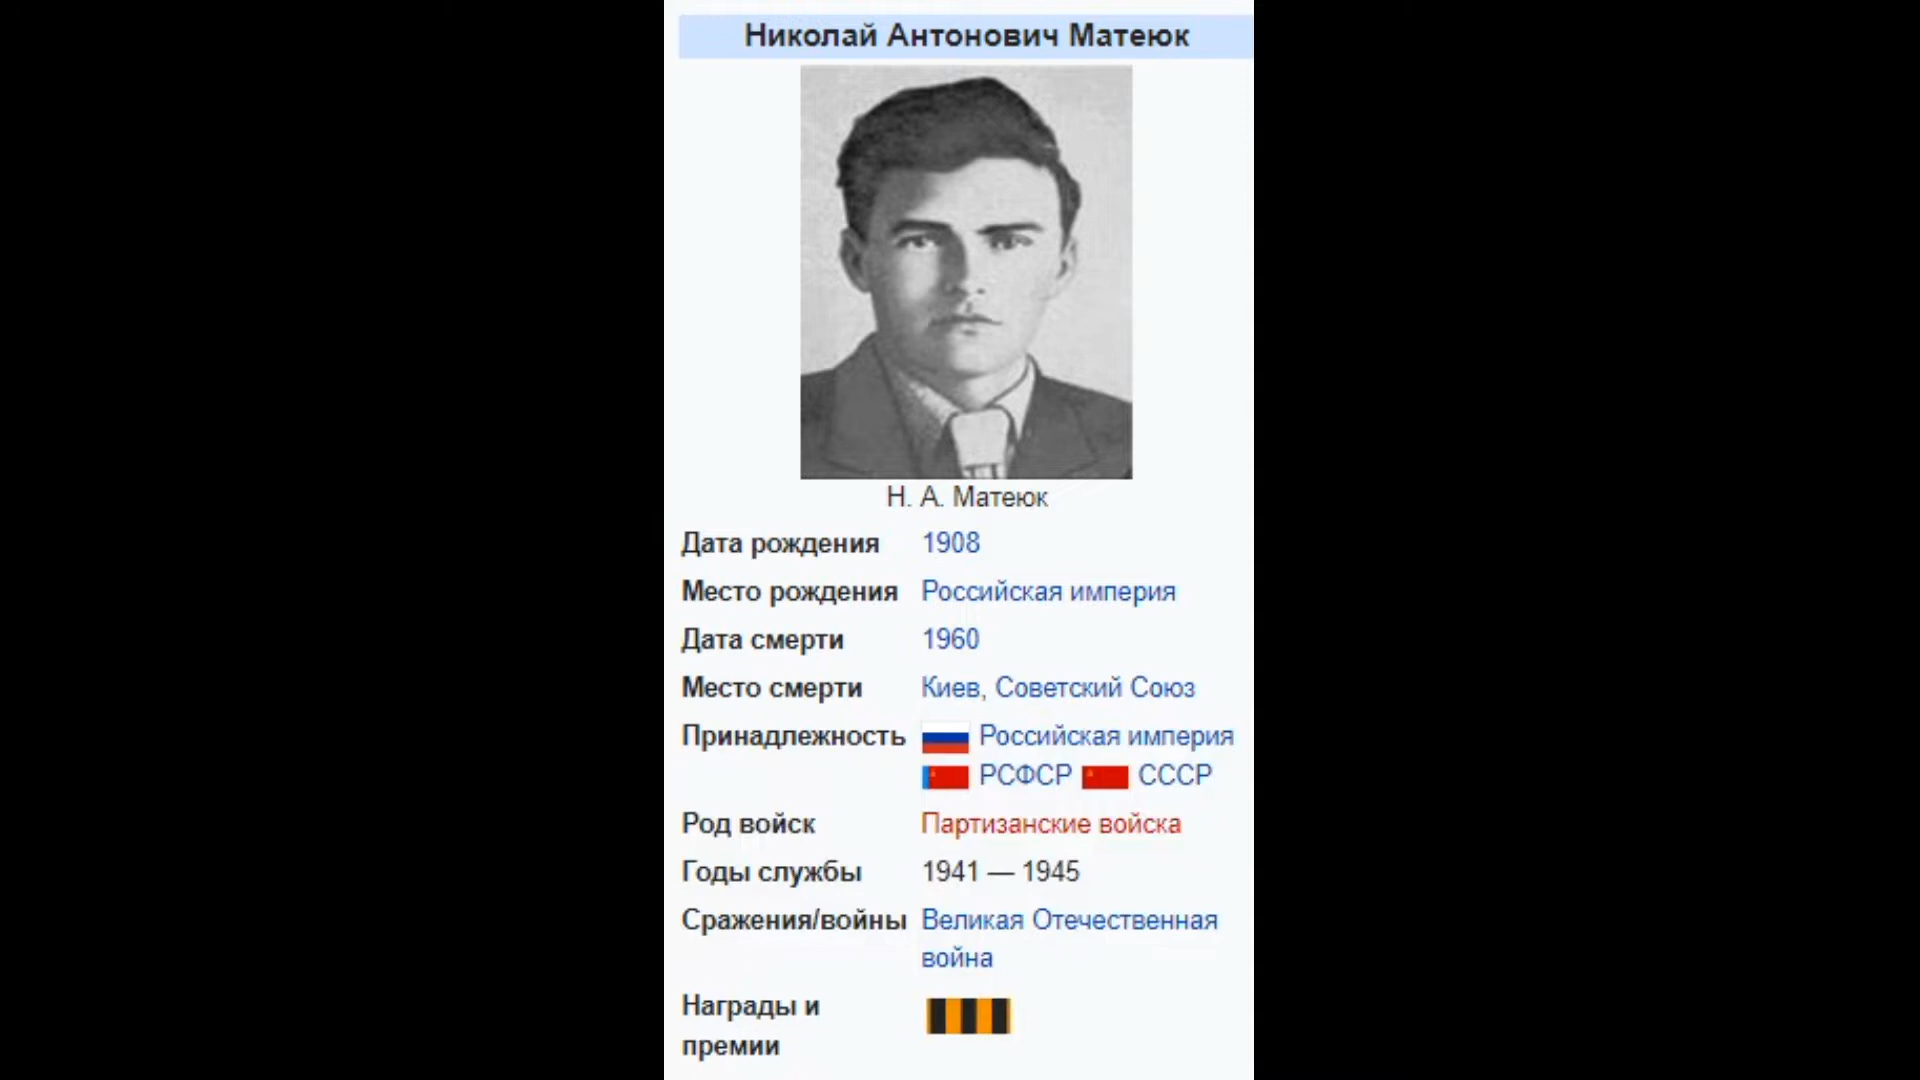 Николай Антонович Матеюк
Н. А. Матеюк
Дата рождения 1908
Место рождения Российская империя
Дата смерти 1960
Место смерти Киев, Советский Союз
Принадлежность Российская империя
РСФСР СССР
Род войск Партизанские войска
Годы службы 1941 — 1945
Сражения/войны Великая Отечественная
война
Награды и
премии